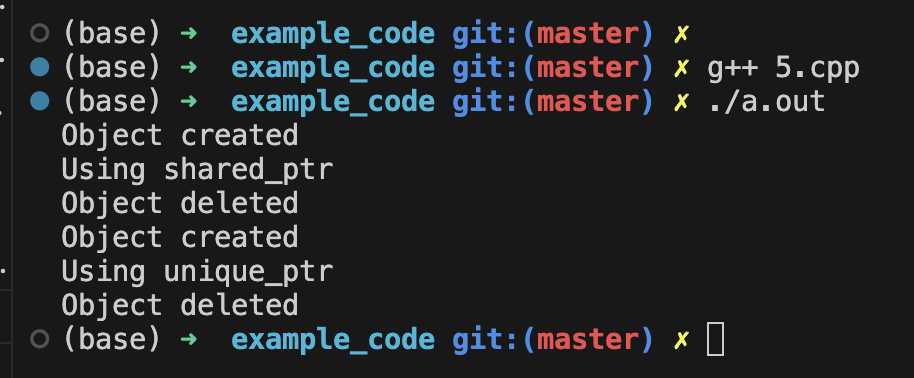 (base) ➜  example_code git:(master) ✗
(base) ➜  example_code git:(master) ✗ g++ 5.cpp
(base) ➜  example_code git:(master) ✗ ./a.out
Object created
Using shared_ptr
Object deleted
Object created
Using unique_ptr
Object deleted
(base) ➜  example_code git:(master) ✗